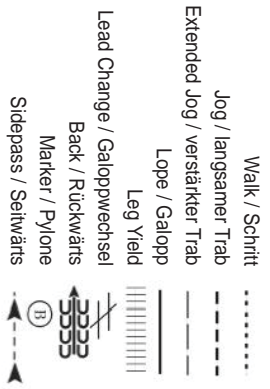 Walk / Schritt
Jog / langsamer Trab
Extended Jog / verstärkter Trab
Lope / Galopp
Leg Yield
Lead Change / Galoppwechsel
Back / Rückwärts
Marker / Pylone
B
Sidepass / Seitwärts